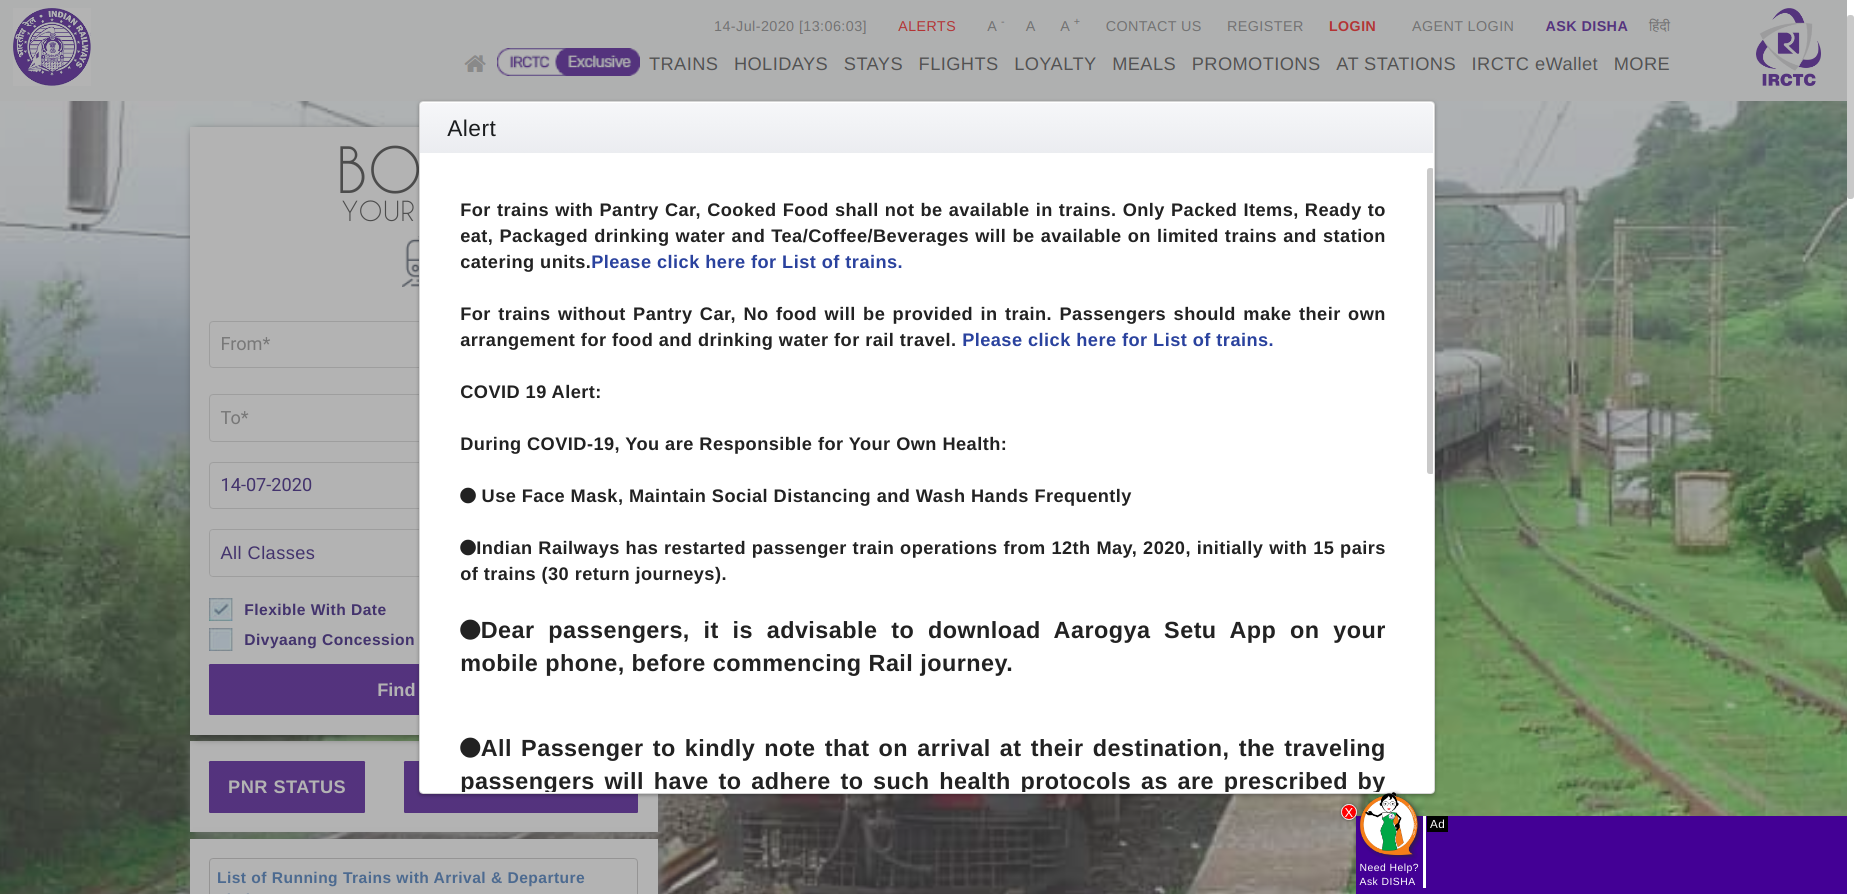 14-Jul-2020 [13:06:03] ALERTS A - A A + CONTACT US REGISTER LOGIN AGENT LOGIN ASK DISHA हिंदी
IRCTC Exclusive TRAINS HOLIDAYS STAYS FLIGHTS LOYALTY MEALS PROMOTIONS AT STATIONS IRCTC eWallet MORE
भारतीय रेल INDIAN RAILWAYS
IRCTC
Alert
For trains with Pantry Car, Cooked Food shall not be available in trains. Only Packed Items, Ready to
eat, Packaged drinking water and Tea/Coffee/Beverages will be available on limited trains and station
catering units.Please click here for List of trains.
For trains without Pantry Car, No food will be provided in train. Passengers should make their own
arrangement for food and drinking water for rail travel. Please click here for List of trains.
COVID 19 Alert:
During COVID-19, You are Responsible for Your Own Health:
● Use Face Mask, Maintain Social Distancing and Wash Hands Frequently
●Indian Railways has restarted passenger train operations from 12th May, 2020, initially with 15 pairs
of trains (30 return journeys).
●Dear passengers, it is advisable to download Aarogya Setu App on your
mobile phone, before commencing Rail journey.
●All Passenger to kindly note that on arrival at their destination, the traveling
passengers will have to adhere to such health protocols as are prescribed by
BO
YOUR
From*
To*
14-07-2020
All Classes
Flexible With Date
Divyaang Concession
Find
PNR STATUS
List of Running Trains with Arrival & Departure
X
Need Help?
Ask DISHA
Ad